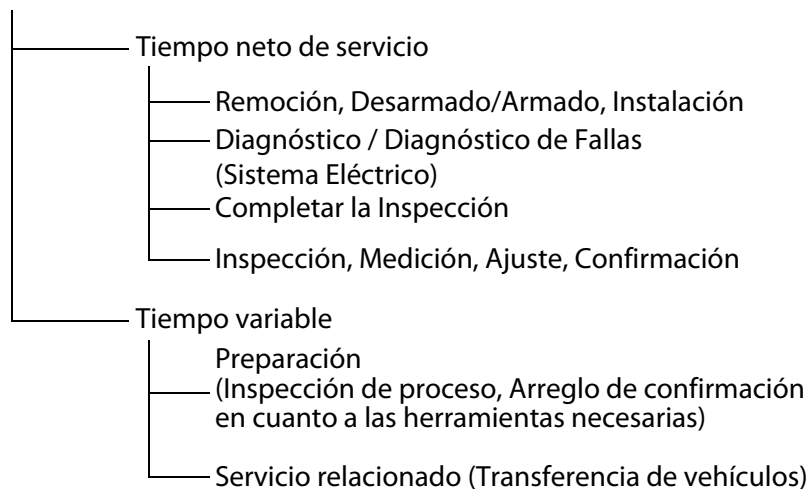 Tiempo neto de servicio
Remoción, Desarmado/Armado, Instalación
Diagnóstico / Diagnóstico de Fallas
(Sistema Eléctrico)
Completar la Inspección
Inspección, Medición, Ajuste, Confirmación
Tiempo variable
Preparación
(Inspección de proceso, Arreglo de confirmación
en cuanto a las herramientas necesarias)
Servicio relacionado (Transferencia de vehículos)